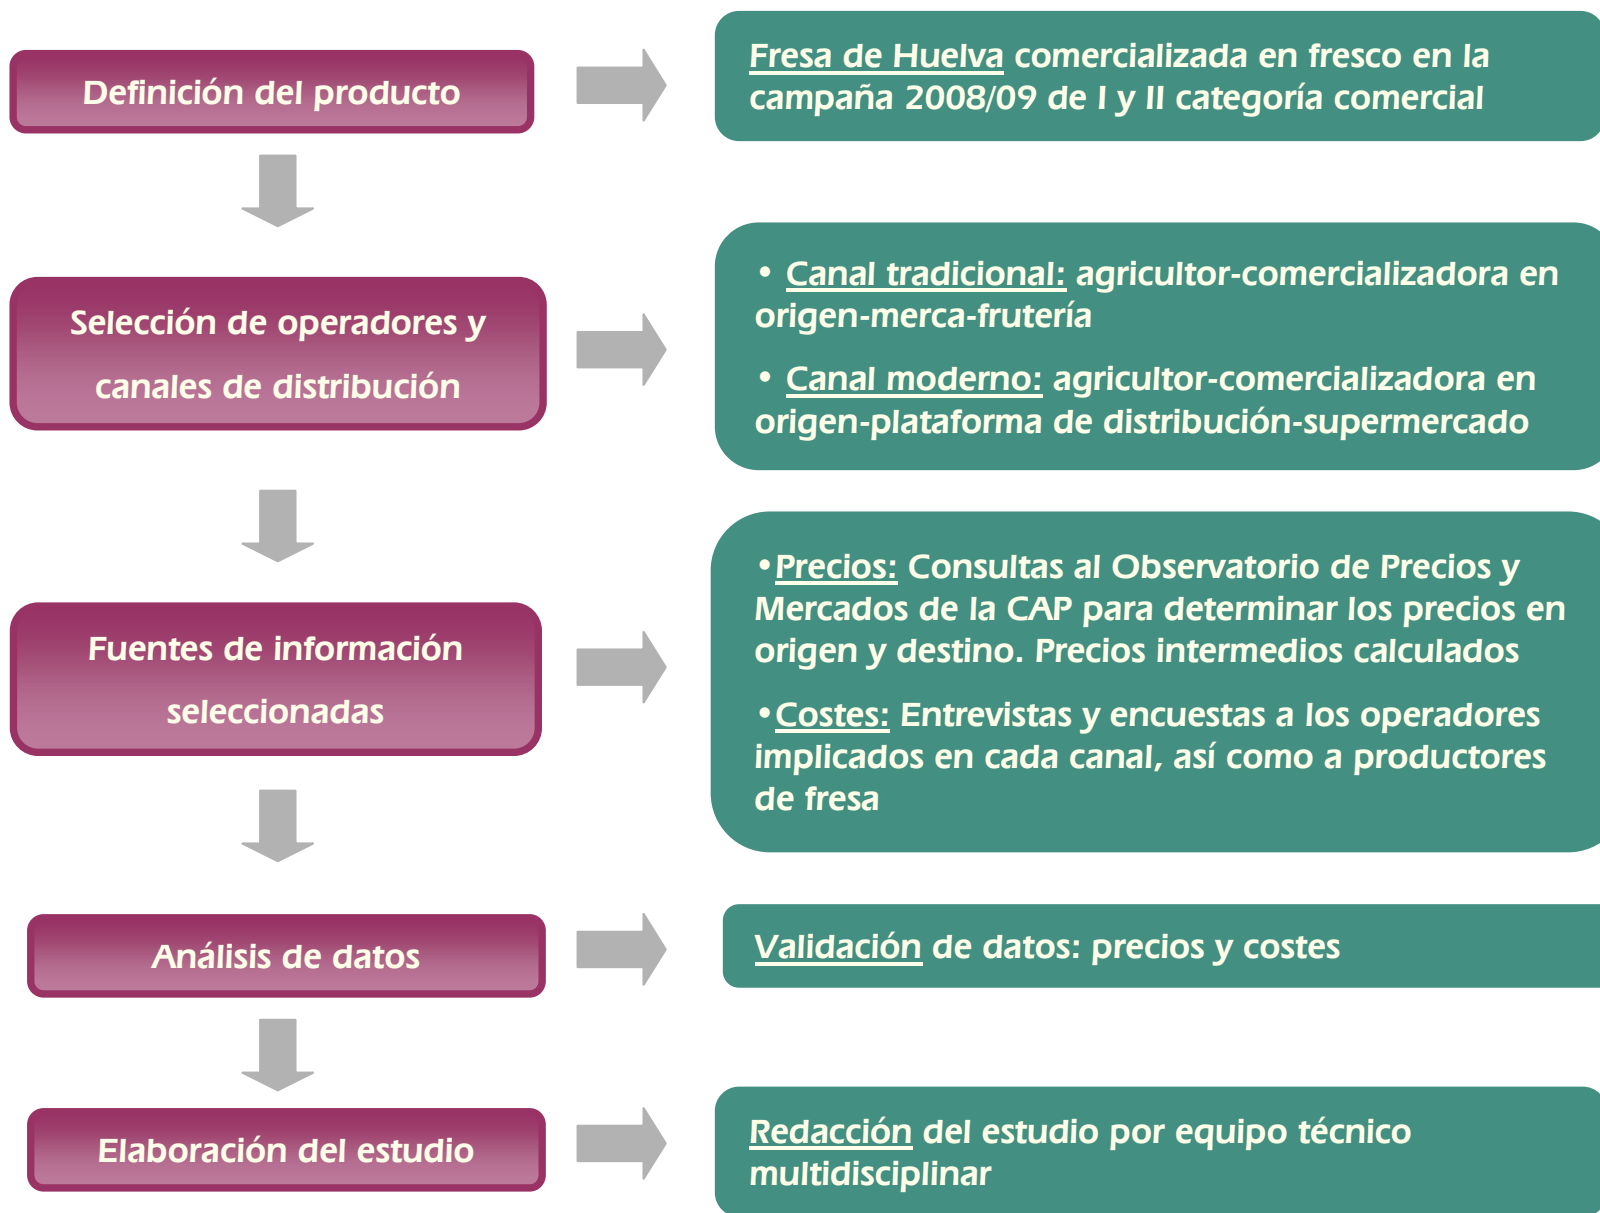 Definición del producto
Fresa de Huelva comercializada en fresco en la
campaña 2008/09 de I y II categoría comercial
Selección de operadores y
canales de distribución
• Canal tradicional: agricultor-comercializadora en
origen-merca-frutería
• Canal moderno: agricultor-comercializadora en
origen-plataforma de distribución-supermercado
Fuentes de información
seleccionadas
•Precios: Consultas al Observatorio de Precios y
Mercados de la CAP para determinar los precios en
origen y destino. Precios intermedios calculados
•Costes: Entrevistas y encuestas a los operadores
implicados en cada canal, así como a productores
de fresa
Análisis de datos
Validación de datos: precios y costes
Elaboración del estudio
Redacción del estudio por equipo técnico
multidisciplinar